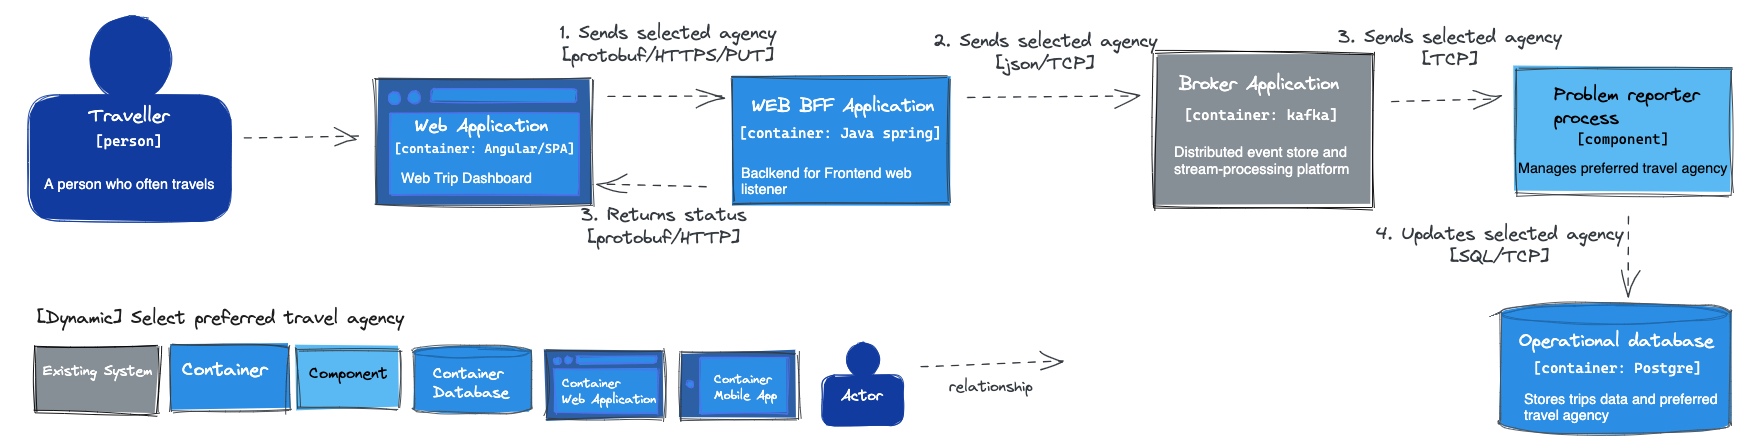 Traveller
[person]
A person who often travels
1. Sends selected agency
[protobuf/HTTPS/PUT]
Web Application
[container: Angular/SPA]
Web Trip Dashboard
3. Returns status
[protobuf/HTTP]
WEB BFF Application
[container: Java spring]
Baclkend for Frontend web
listener
2. Sends selected agency
[json/TCP]
Broker Application
[container: kafka]
Distributed event store and
stream-processing platform
3. Sends selected agency
[TCP]
Problem reporter
process
[component]
Manages preferred travel agency
4. Updates selected agency
[SQL/TCP]
Operational database
[container: Postgre]
Stores trips data and preferred
travel agency
[Dynamic] Select preferred travel agency
Existing System
Container
Component
Container
Database
Container
Web Application
Container
Mobile App
Actor
relationship